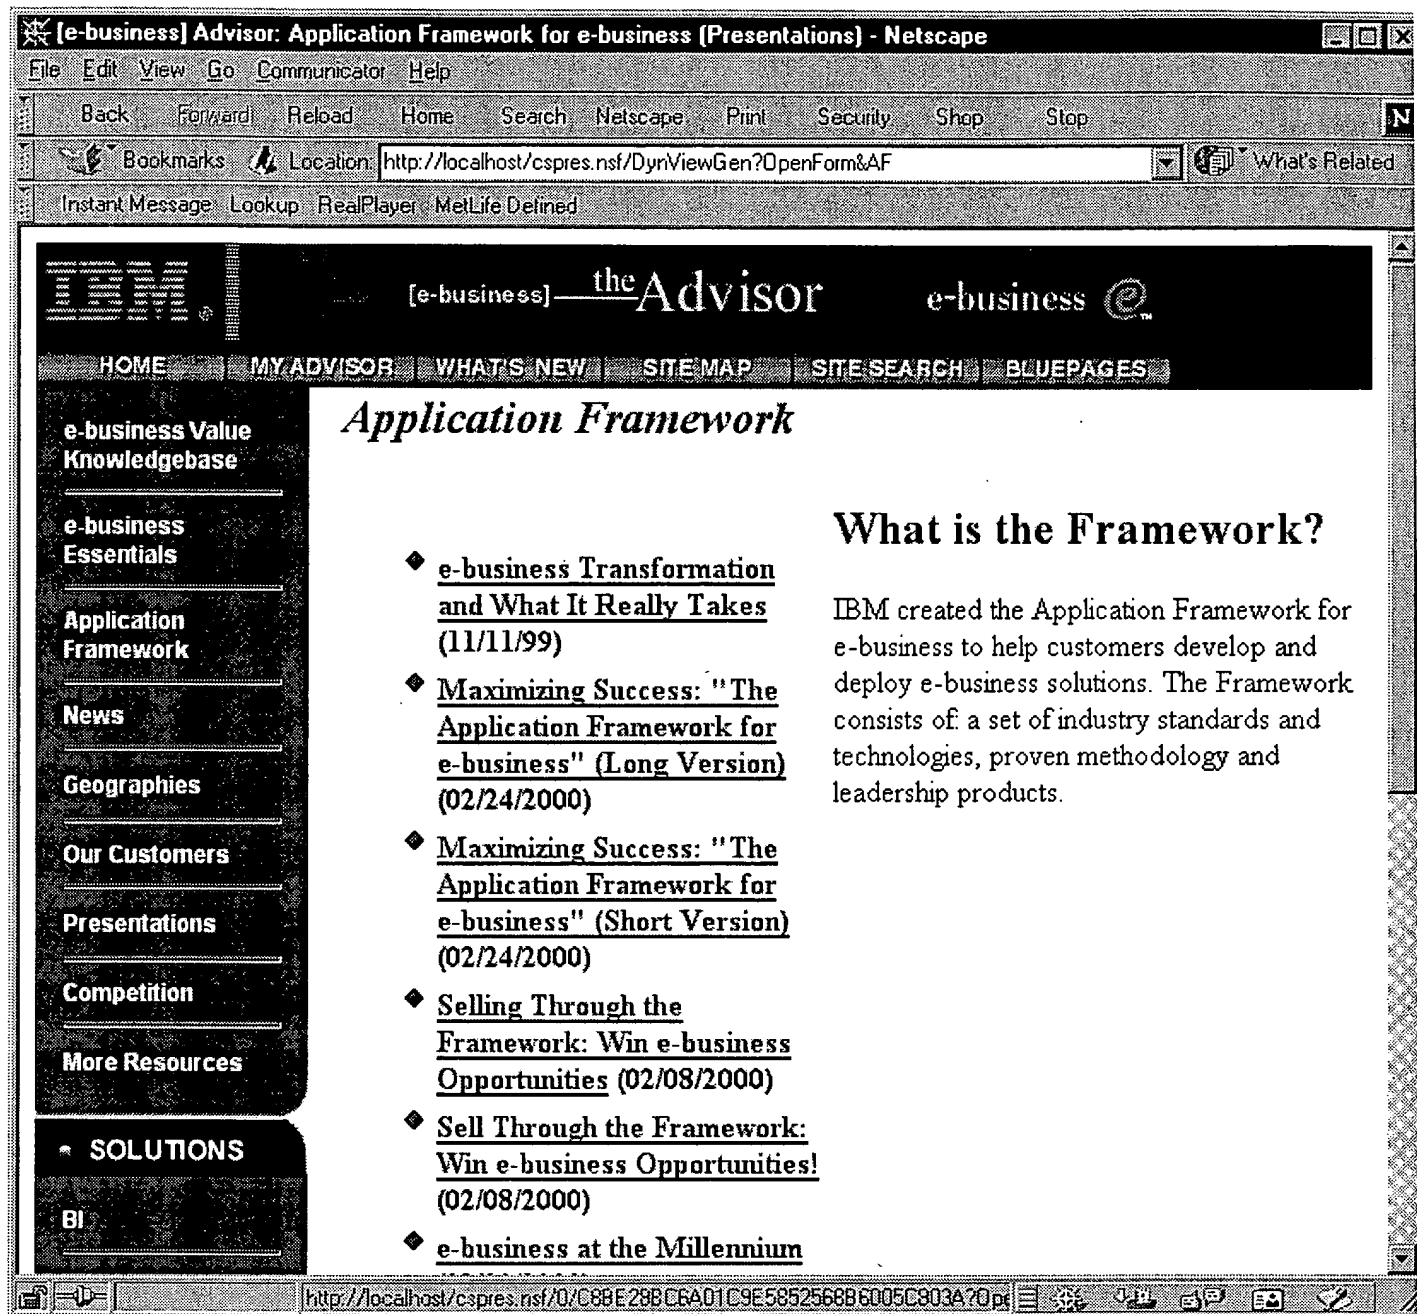 [e-business] Advisor: Application Framework for e-business (Presentations) - Netscape
File Edit View Go Communicator Help
Back Forward Reload Home Search Netscape Print Security Shop Stop N
Bookmarks Location: http://localhost/cspres.nsf/DynViewGen?OpenForm&AF What's Related
Instant Message Lookup RealPlayer MetLife Defined
IBM ® [e-business] the Advisor e-business e ™
HOME MY ADVISOR WHAT'S NEW SITE MAP SITE SEARCH BLUEPAGES
e-business Value
Knowledgebase
e-business
Essentials
Application
Framework
News
Geographies
Our Customers
Presentations
Competition
More Resources
SOLUTIONS
BI
Application Framework
e-business Transformation
and What It Really Takes
(11/11/99)
Maximizing Success: "The
Application Framework for
e-business" (Long Version)
(02/24/2000)
Maximizing Success: "The
Application Framework for
e-business" (Short Version)
(02/24/2000)
Selling Through the
Framework: Win e-business
Opportunities (02/08/2000)
Sell Through the Framework:
Win e-business Opportunities!
(02/08/2000)
e-business at the Millennium
What is the Framework?
IBM created the Application Framework for
e-business to help customers develop and
deploy e-business solutions. The Framework
consists of: a set of industry standards and
technologies, proven methodology and
leadership products.